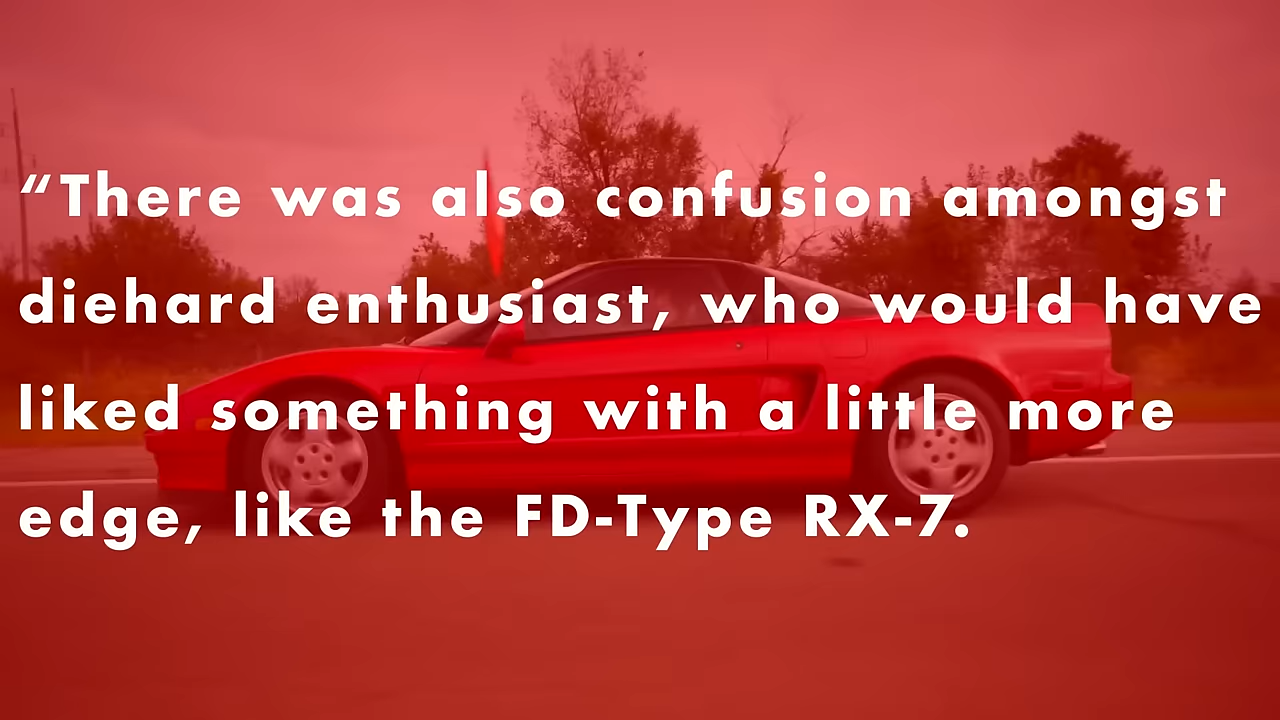 “There was also confusion amongst
diehard enthusiast, who would have
liked something with a little more
edge, like the FD-Type RX-7.